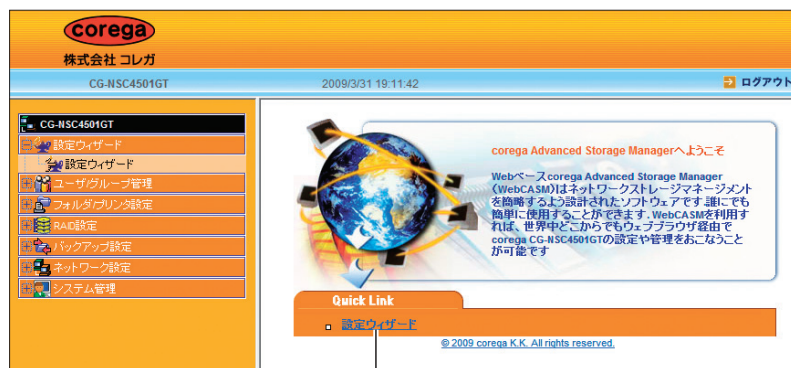 corega
株式会社 コレガ
CG-NSC4501GT
2009/3/31 19:11:42
ログアウト
CG-NSC4501GT
設定ウィザード
設定ウィザード
ユーザ/グループ管理
フォルダ/プリンタ設定
RAID設定
バックアップ設定
ネットワーク設定
システム管理
corega Advanced Storage Managerへようこそ
Webベースcorega Advanced Storage Manager
(WebCASM)はネットワークストレージマネージメント
を簡略するよう設計されたソフトウェアです.誰にでも
簡単に使用することができます. WebCASMを利用す
れば、世界中どこからでもウェブブラウザ経由で
corega CG-NSC4501GTの設定や管理をおこなうこと
が可能です
Quick Link
設定ウィザード
© 2009 corega K.K. All rights reserved.